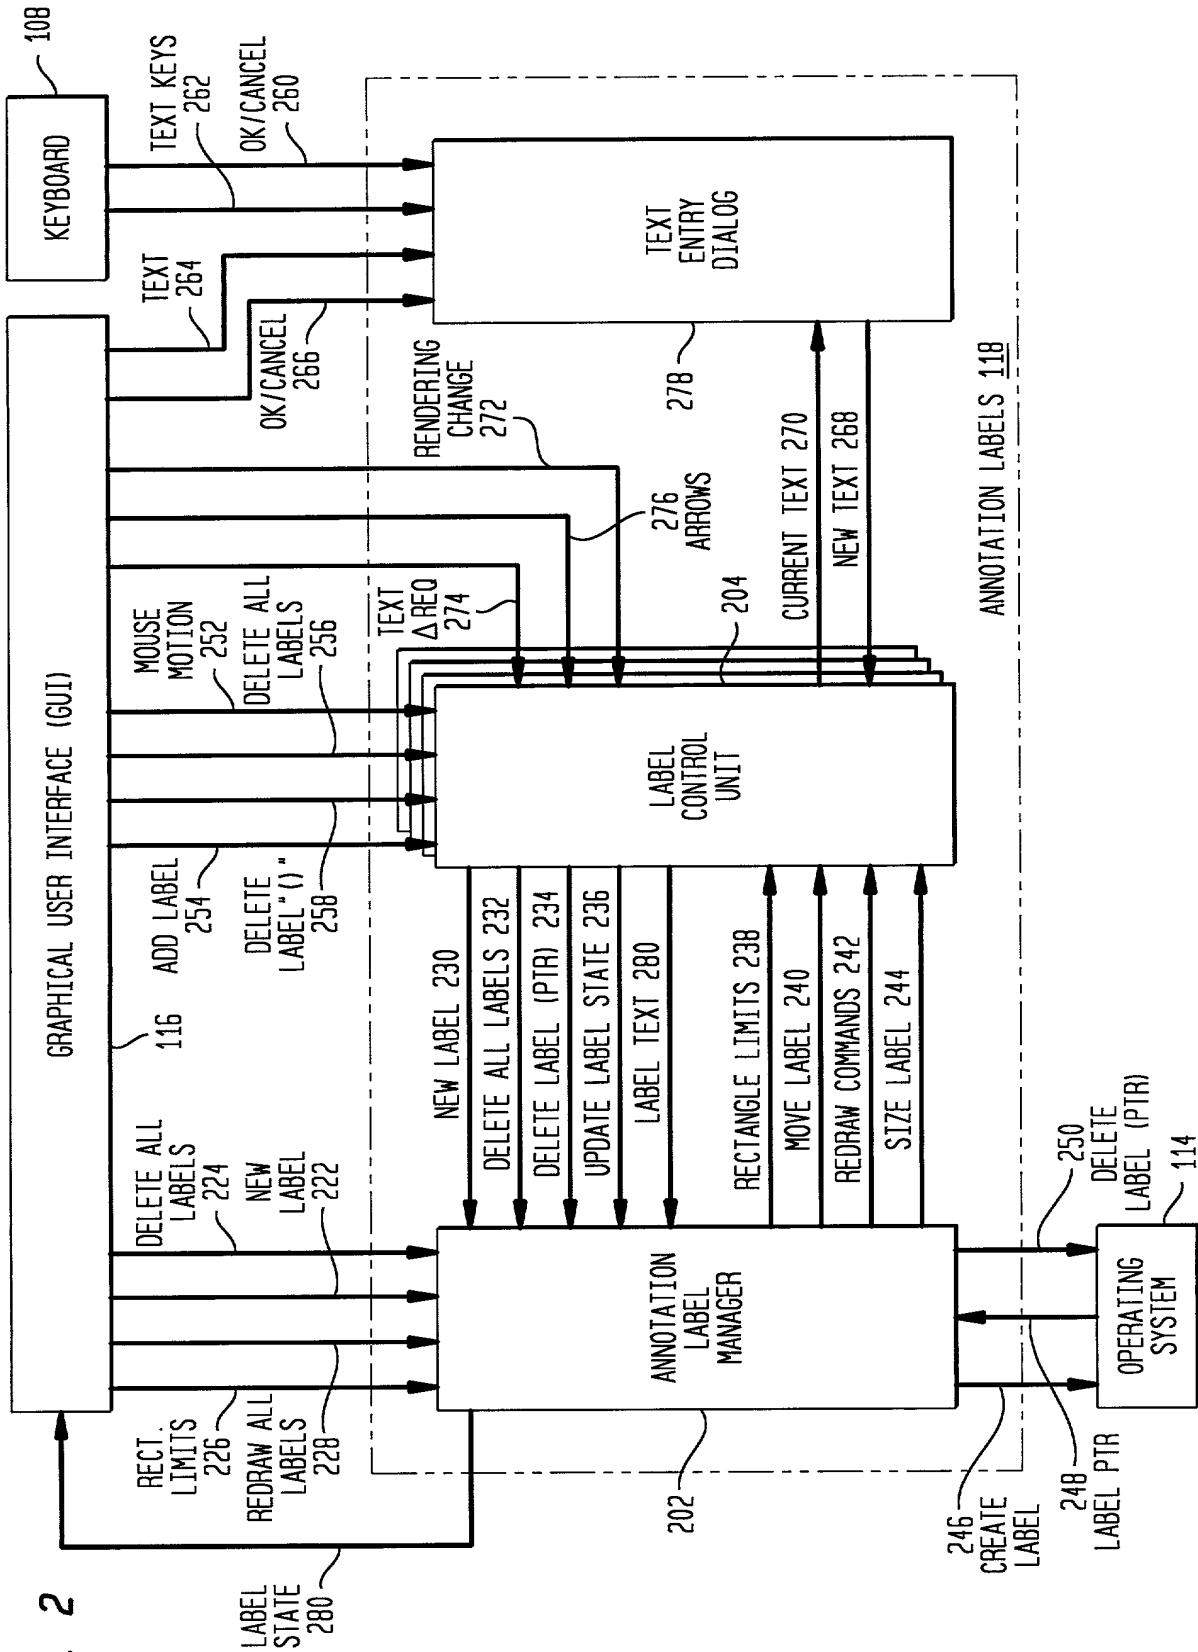 2
KEYBOARD
108
GRAPHICAL USER INTERFACE (GUI)
116
TEXT KEYS
262
OK/CANCEL
260
TEXT
264
OK/CANCEL
266
RENDERING
CHANGE
272
276
ARROWS
TEXT
Δ REQ
274
MOUSE
MOTION
252
DELETE ALL
LABELS
256
ADD LABEL
254
DELETE
LABEL"()"
258
DELETE ALL
LABELS
224
NEW
LABEL
222
RECT.
LIMITS
226
REDRAW ALL
LABELS
228
LABEL
STATE
280
TEXT
ENTRY
DIALOG
278
CURRENT TEXT 270
NEW TEXT 268
LABEL
CONTROL
UNIT
204
NEW LABEL 230
DELETE ALL LABELS 232
DELETE LABEL (PTR) 234
UPDATE LABEL STATE 236
LABEL TEXT 280
RECTANGLE LIMITS 238
MOVE LABEL 240
REDRAW COMMANDS 242
SIZE LABEL 244
ANNOTATION
LABEL
MANAGER
202
ANNOTATION LABELS 118
250
DELETE
LABEL (PTR)
246
CREATE
LABEL
248
LABEL PTR
OPERATING
SYSTEM
114